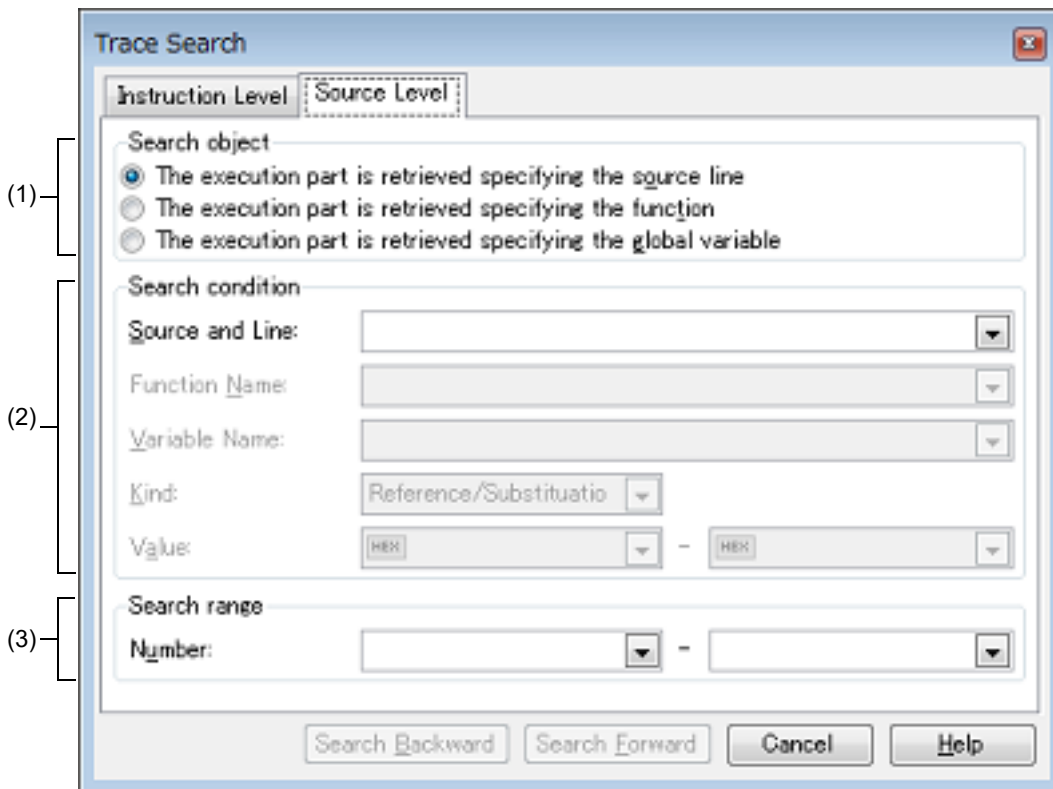 Trace Search
Instruction Level Source Level
(1)
Search object
The execution part is retrieved specifying the source line
The execution part is retrieved specifying the function
The execution part is retrieved specifying the global variable
(2)
Search condition
Source and Line:
Function Name:
Variable Name:
Kind: Reference/Substituatio
Value: HEX - HEX
(3)
Search range
Number: -
Search Backward Search Forward Cancel Help